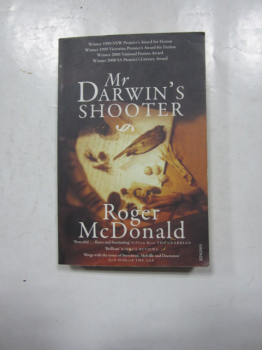 Winner 1999 NSW Premier's Award for Fiction
Winner 1999 Victorian Premier's Award for Fiction
Winner 2000 National Fiction Award
Winner 2000 SA Premier's Literary Award
Mr
DARWIN'S
SHOOTER
Roger
McDonald
VINTAGE